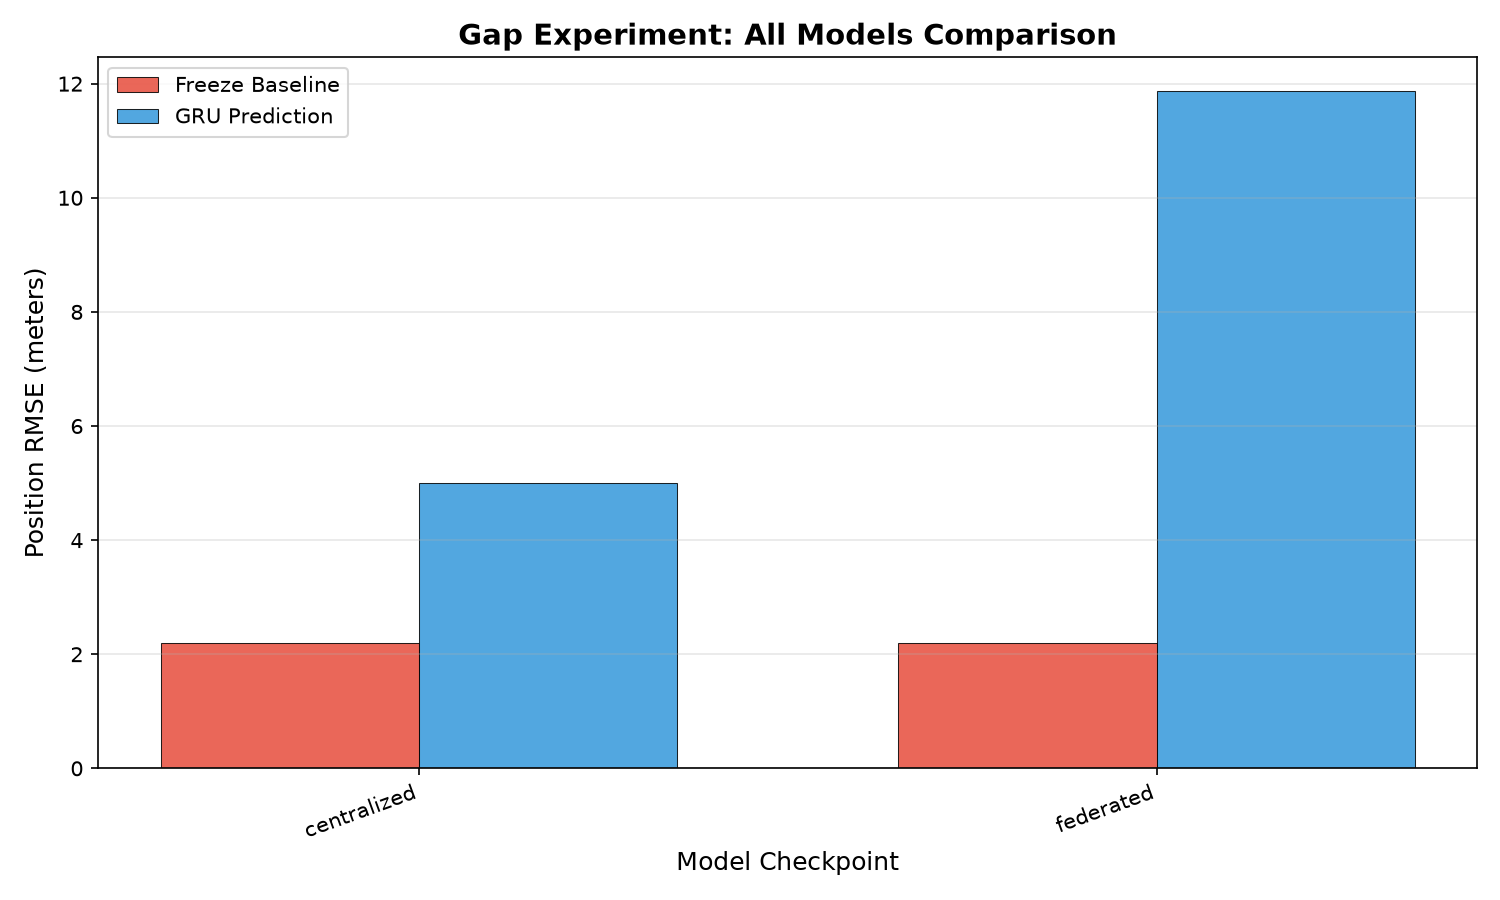 Gap Experiment: All Models Comparison
Freeze Baseline
GRU Prediction
Position RMSE (meters)
12
10
8
6
4
2
0
centralized
federated
Model Checkpoint